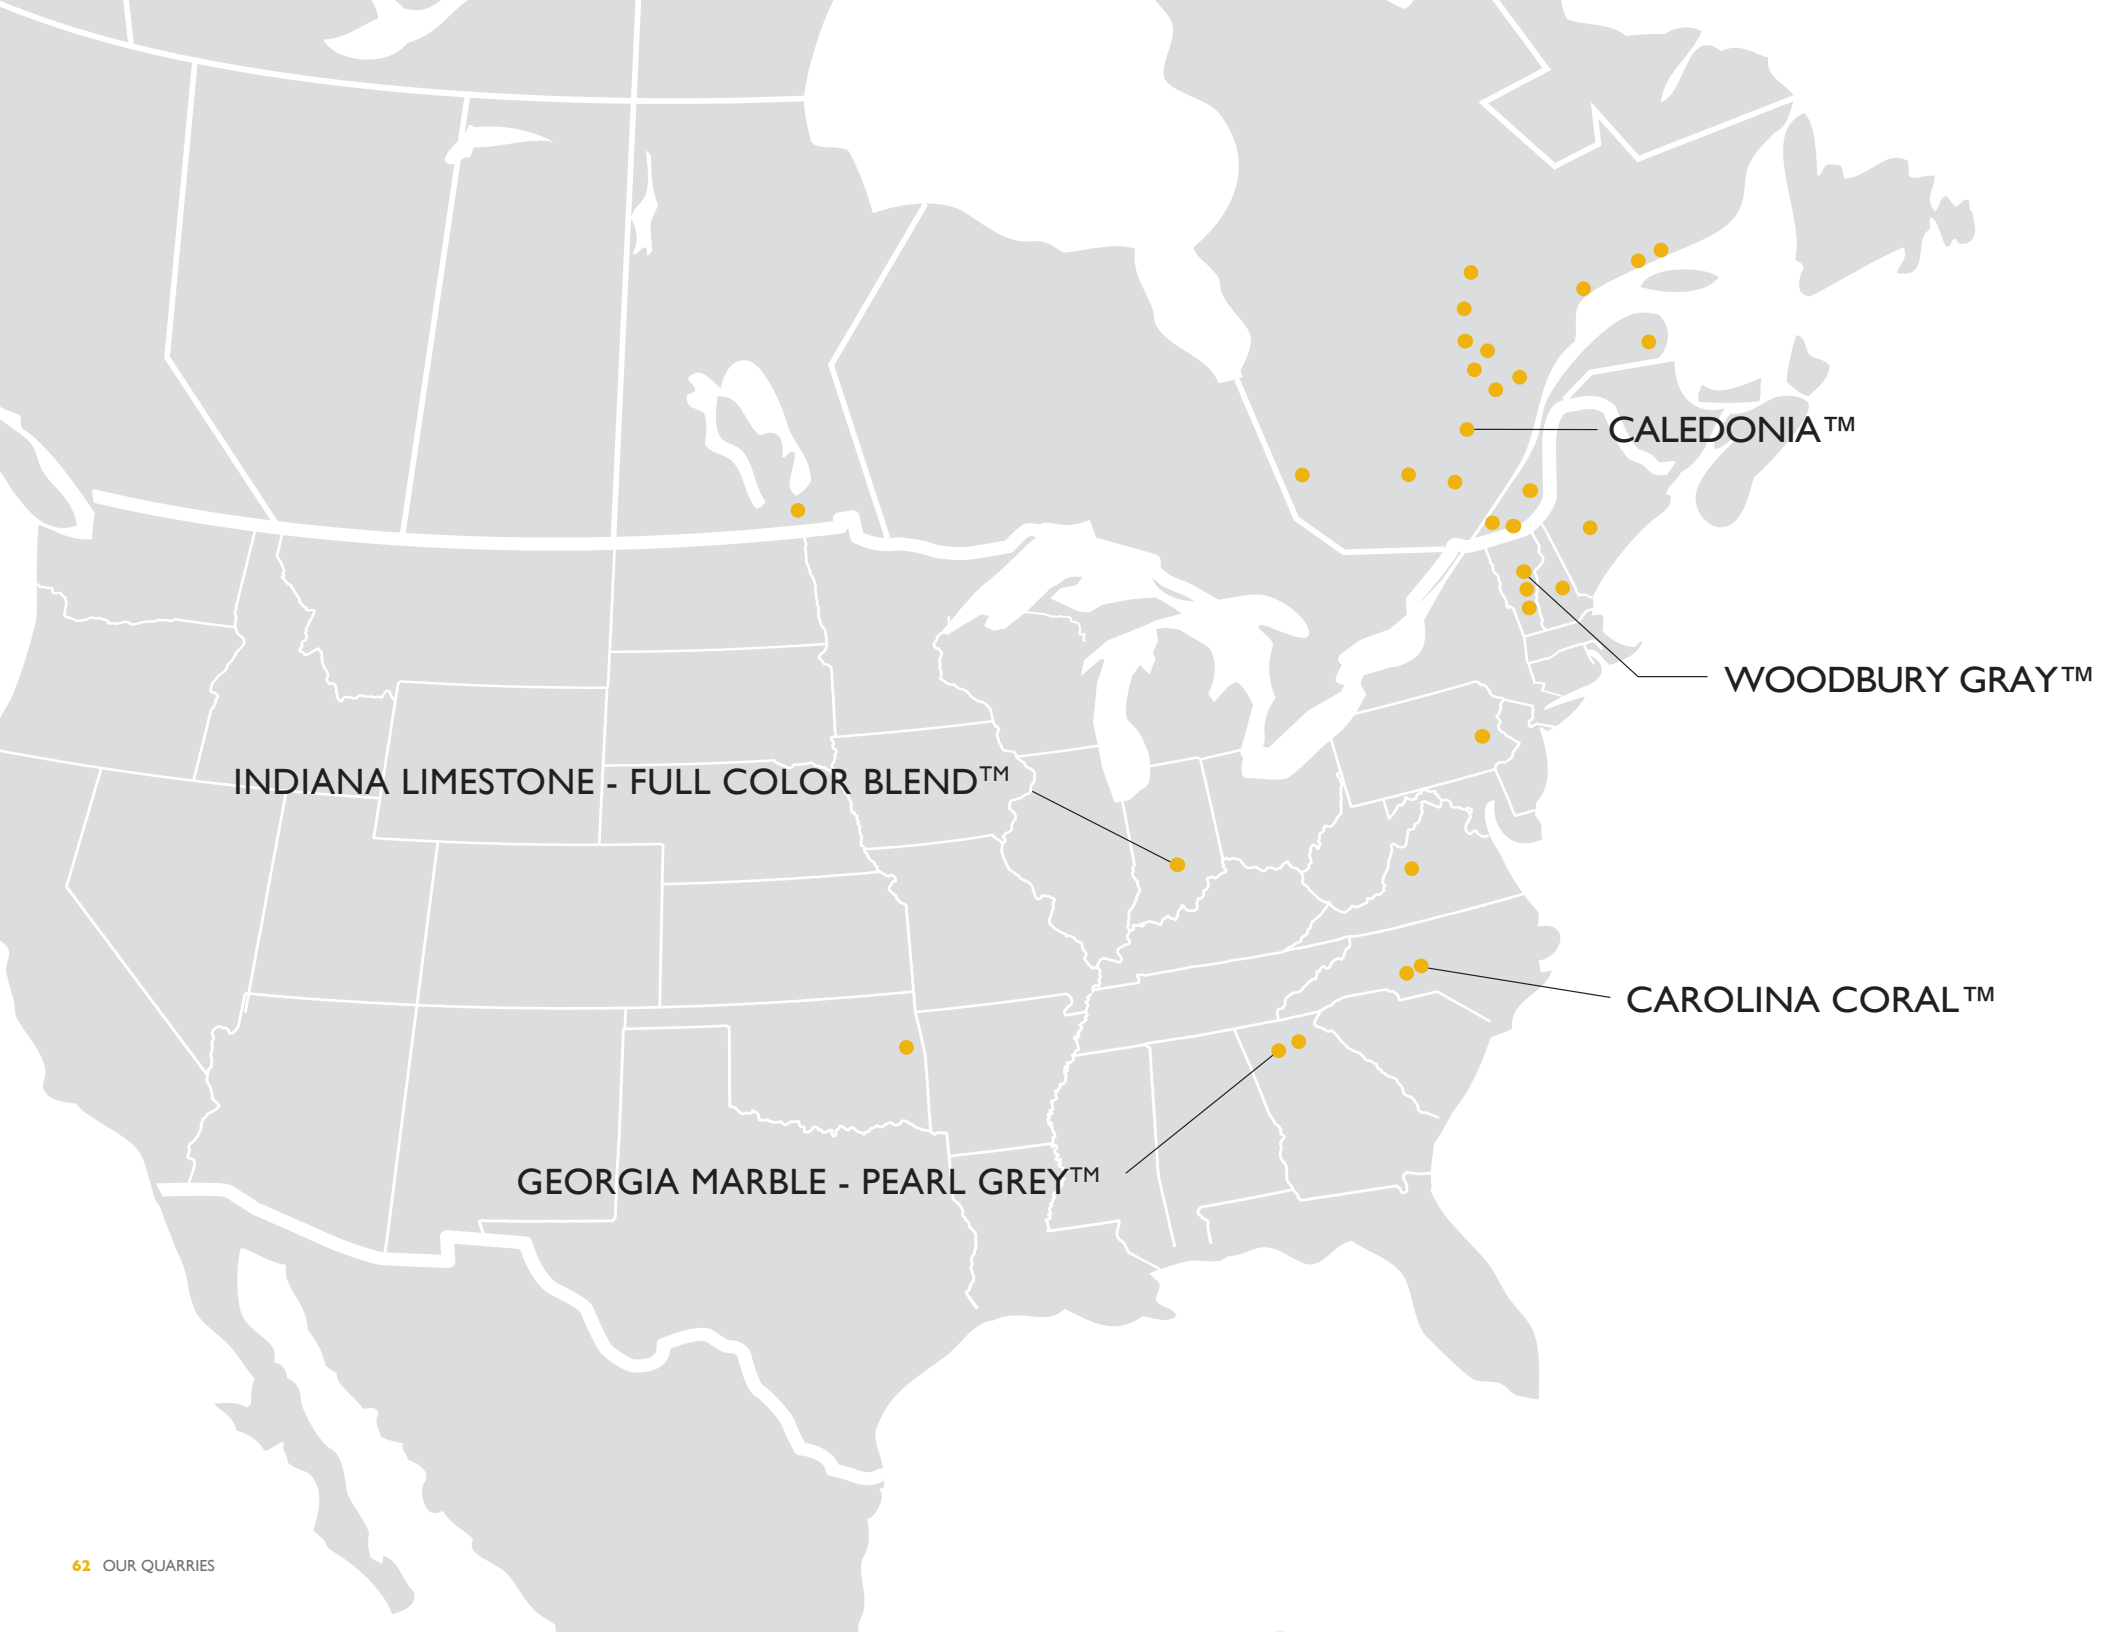 CALEDONIA™
WOODBURY GRAY™
INDIANA LIMESTONE - FULL COLOR BLEND™
CAROLINA CORAL™
GEORGIA MARBLE - PEARL GREY™
62 OUR QUARRIES